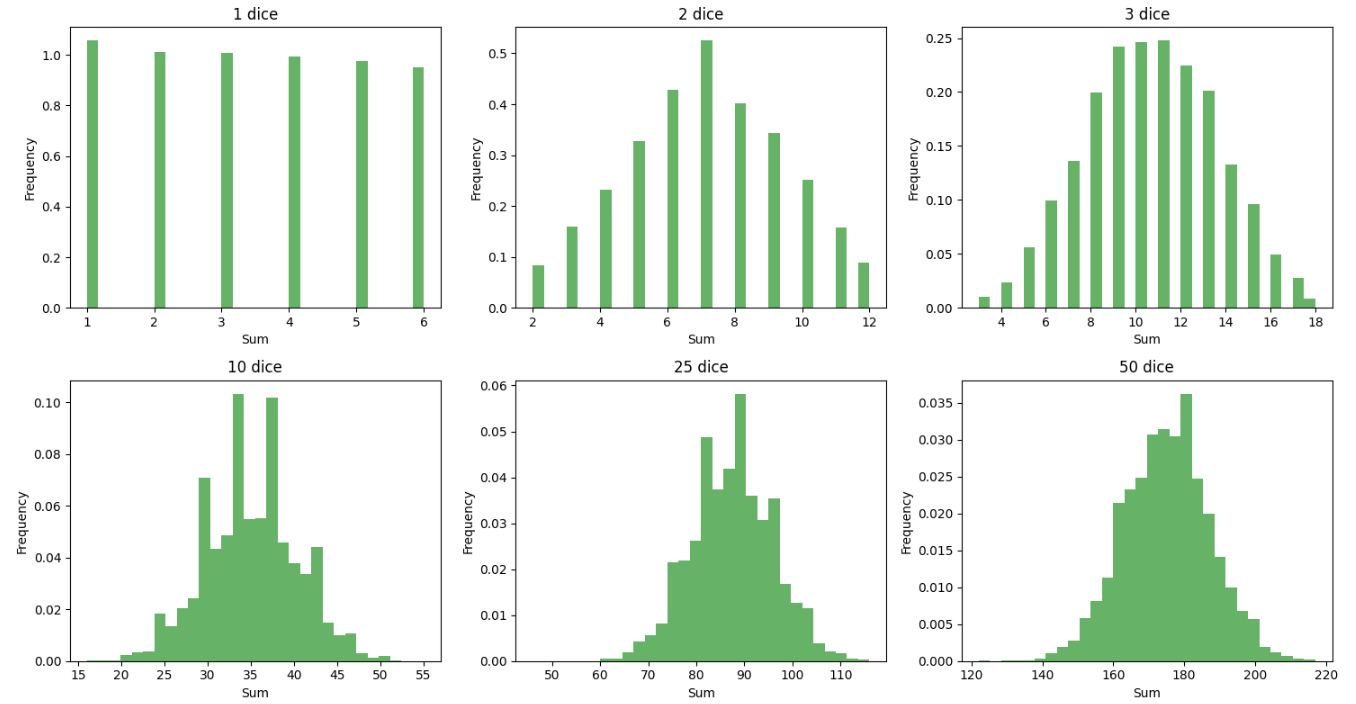 1 dice
Frequency
1.0
0.8
0.6
0.4
0.2
0.0
1 2 3 4 5 6
Sum
2 dice
Frequency
0.5
0.4
0.3
0.2
0.1
0.0
2 4 6 8 10 12
Sum
3 dice
Frequency
0.25
0.20
0.15
0.10
0.05
0.00
4 6 8 10 12 14 16 18
Sum
10 dice
Frequency
0.10
0.08
0.06
0.04
0.02
0.00
15 20 25 30 35 40 45 50 55
Sum
25 dice
Frequency
0.06
0.05
0.04
0.03
0.02
0.01
0.00
50 60 70 80 90 100 110
Sum
50 dice
Frequency
0.035
0.030
0.025
0.020
0.015
0.010
0.005
0.000
120 140 160 180 200 220
Sum